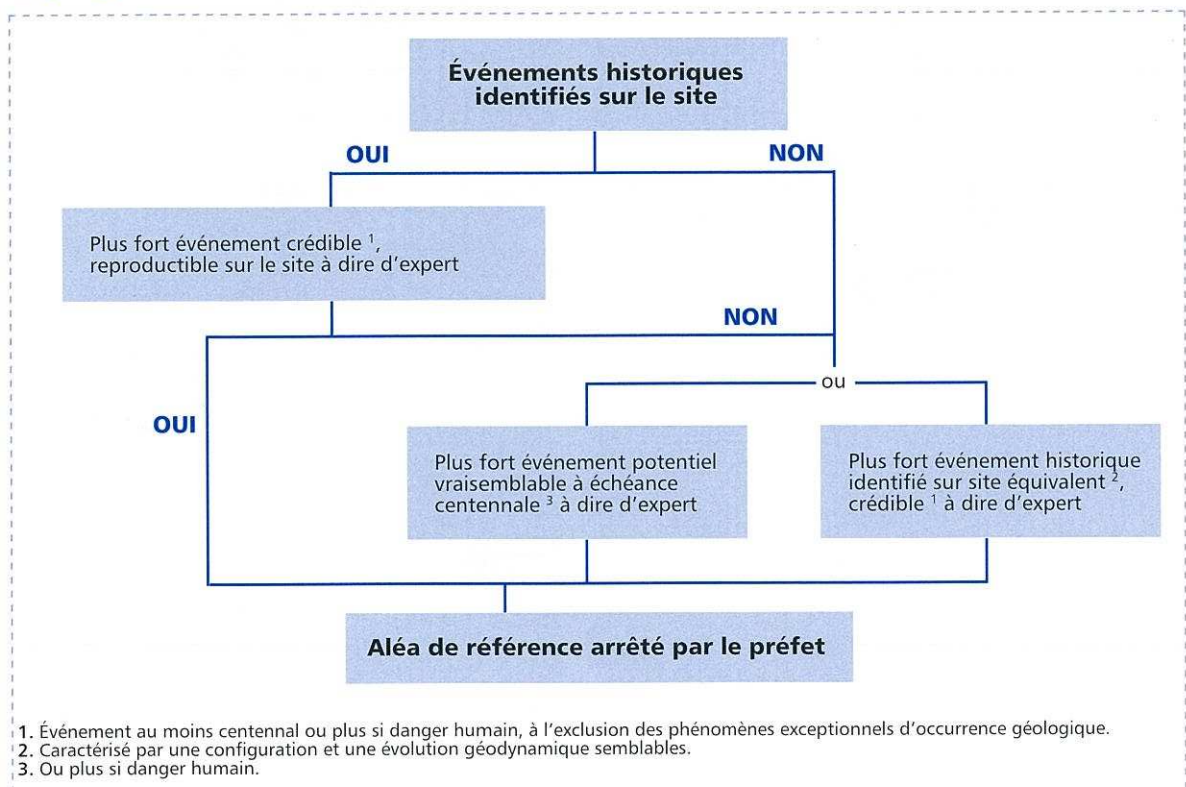 Événements historiques
identifiés sur le site
OUI
NON
Plus fort événement crédible ¹,
reproductible sur le site à dire d'expert
NON
ou
OUI
Plus fort événement potentiel
vraisemblable à échéance
centennale ³ à dire d'expert
Plus fort événement historique
identifié sur site équivalent ²,
crédible ¹ à dire d'expert
Aléa de référence arrêté par le préfet
1. Événement au moins centennal ou plus si danger humain, à l'exclusion des phénomènes exceptionnels d'occurrence géologique.
2. Caractérisé par une configuration et une évolution géodynamique semblables.
3. Ou plus si danger humain.